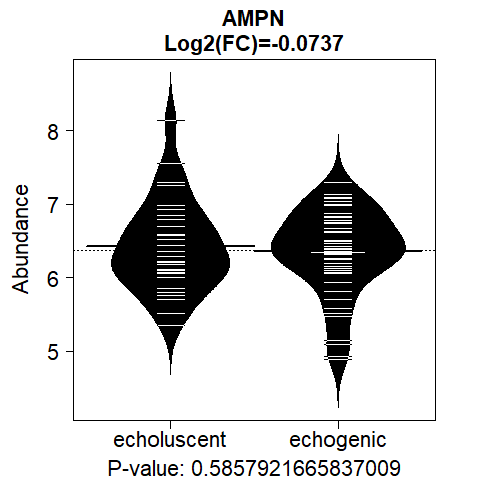 AMPN
Log2(FC)=-0.0737
Abundance
8
7
6
5
echoluscent echogenic
P-value: 0.5857921665837009